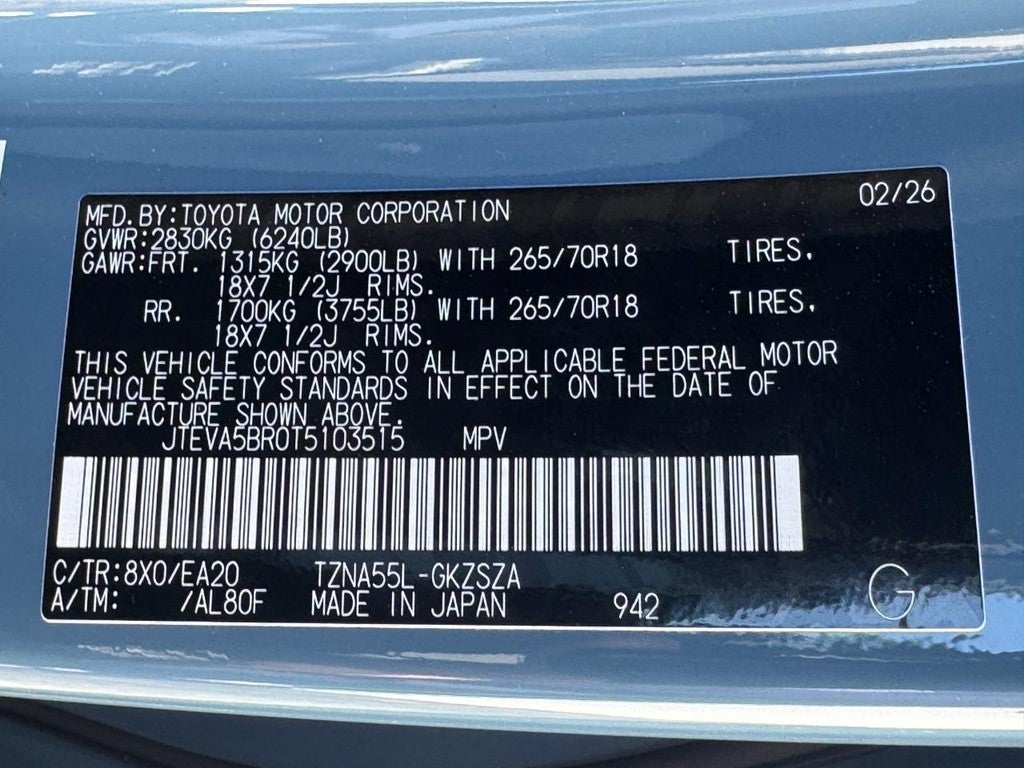 02/26
MFD.BY:TOYOTA MOTOR CORPORATION
GVWR:2830KG (6240LB)
GAWR:FRT. 1315KG (2900LB) WITH 265/70R18 TIRES.
18X7 1/2J RIMS.
RR. 1700KG (3755LB) WITH 265/70R18 TIRES.
18X7 1/2J RIMS.
THIS VEHICLE CONFORMS TO ALL APPLICABLE FEDERAL MOTOR
VEHICLE SAFETY STANDARDS IN EFFECT ON THE DATE OF
MANUFACTURE SHOWN ABOVE.
JTEVA5BR0T5103515 MPV
C/TR:8X0/EA20 TZNA55L-GKZSZA
A/TM: /AL80F MADE IN JAPAN 942 G